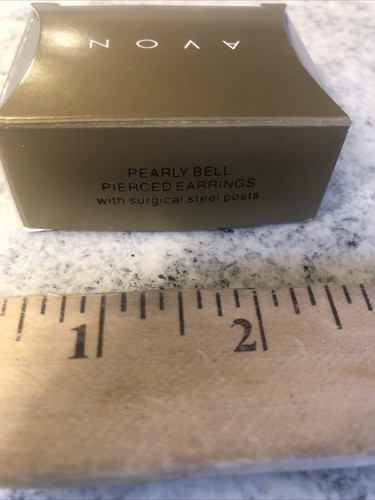 AVON
PEARLY BELL
PIERCED EARRINGS
with surgical steel posts
1 2